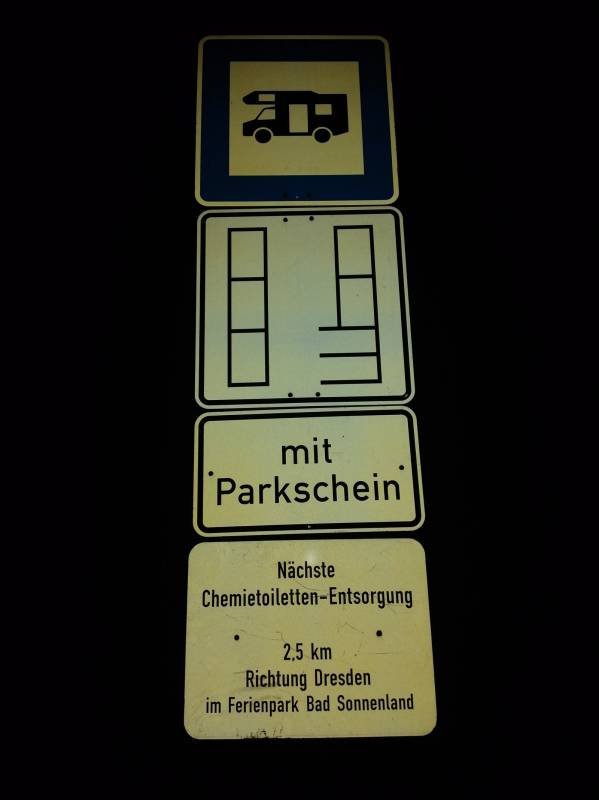 mit
Parkschein
Nächste
Chemietoiletten-Entsorgung
2,5 km
Richtung Dresden
im Ferienpark Bad Sonnenland